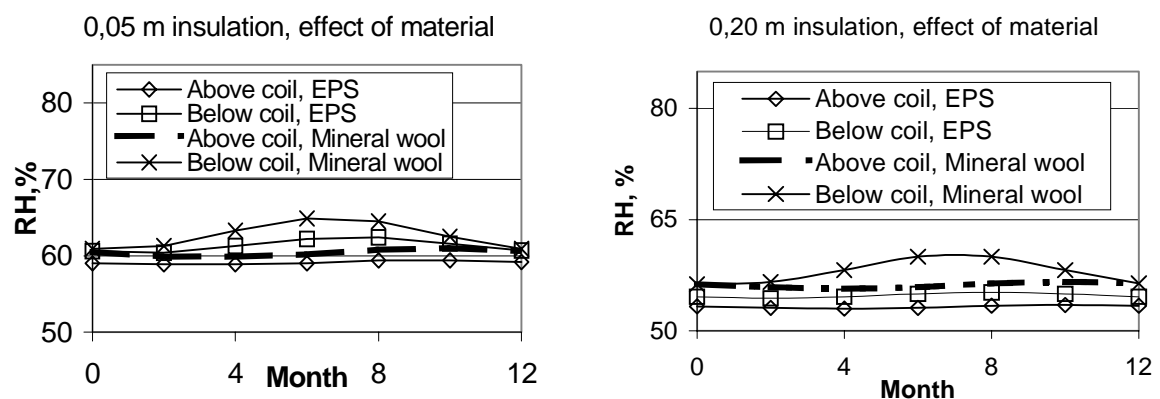 0,05 m insulation, effect of material
Above coil, EPS
Below coil, EPS
Above coil, Mineral wool
Below coil, Mineral wool
RH,%
80
70
60
50
0
4
Month
8
12
0,20 m insulation, effect of material
Above coil, EPS
Below coil, EPS
Above coil, Mineral wool
Below coil, Mineral wool
RH, %
80
65
50
0
4
8
12
Month